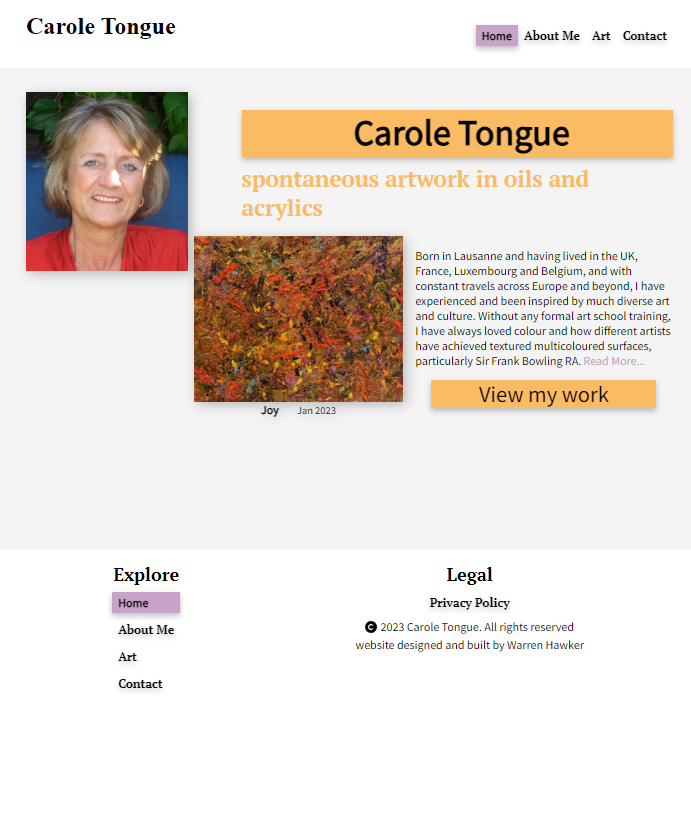 Carole Tongue
Home About Me Art Contact
Carole Tongue
spontaneous artwork in oils and
acrylics
Born in Lausanne and having lived in the UK,
France, Luxembourg and Belgium, and with
constant travels across Europe and beyond, I have
experienced and been inspired by much diverse art
and culture. Without any formal art school training,
I have always loved colour and how different artists
have achieved textured multicoloured surfaces,
particularly Sir Frank Bowling RA. Read More...
View my work
Joy Jan 2023
Explore
Home
About Me
Art
Contact
Legal
Privacy Policy
© 2023 Carole Tongue. All rights reserved
website designed and built by Warren Hawker